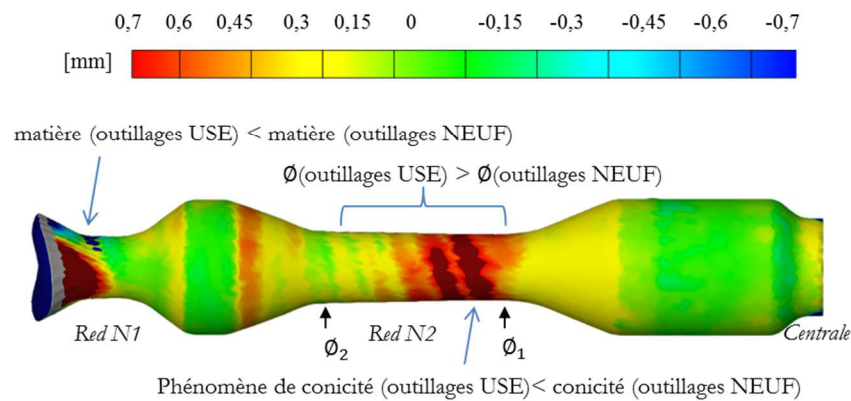 0,7 0,6 0,45 0,3 0,15 0 -0,15 -0,3 -0,45 -0,6 -0,7
[mm]
matière (outillages USE) < matière (outillages NEUF)
Ø(outillages USE) > Ø(outillages NEUF)
Red N1
Ø₂
Red N2
Ø₁
Centrale
Phénomène de conicité (outillages USE)< conicité (outillages NEUF)